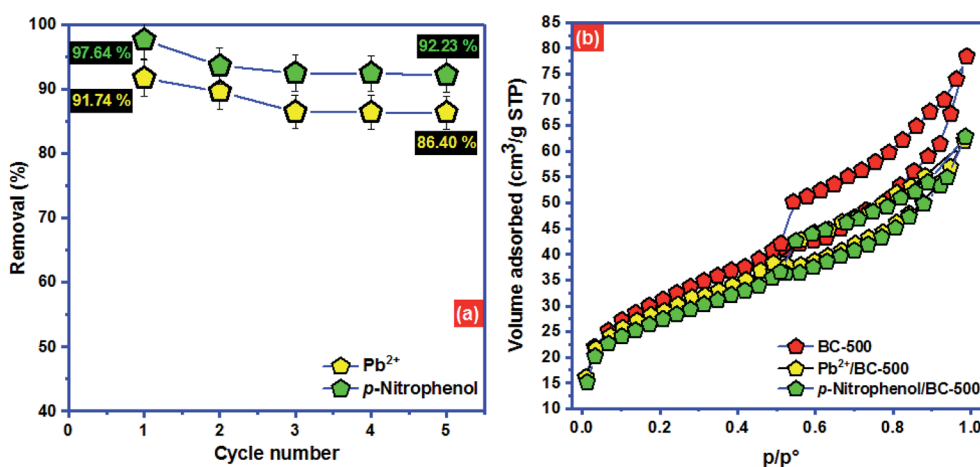 100
90
80
70
60
50
40
Removal (%)
97.64 %
91.74 %
92.23 %
86.40 %
(a)
Pb²⁺
p-Nitrophenol
0 1 2 3 4 5
Cycle number
(b)
85
80
75
70
65
60
55
50
45
40
35
30
25
20
15
10
Volume adsorbed (cm³/g STP)
BC-500
Pb²⁺/BC-500
p-Nitrophenol/BC-500
0.0 0.2 0.4 0.6 0.8 1.0
p/p°